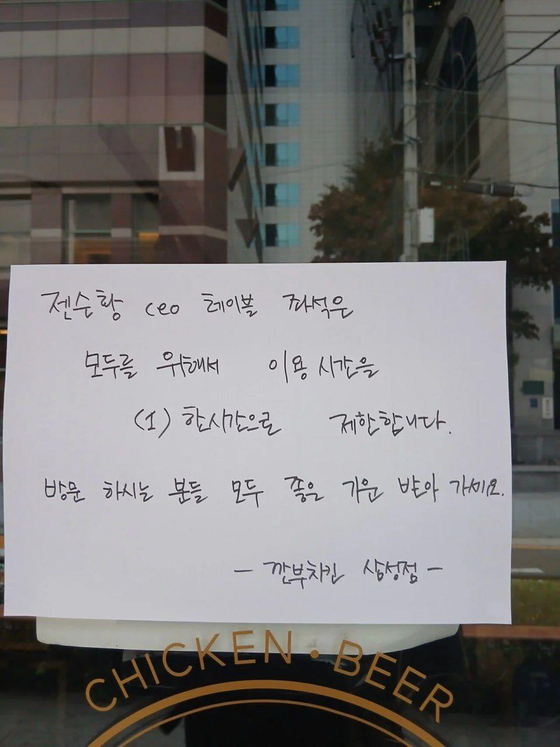 젠슨황 ceo 테이블 좌석은
모두를 위해서 이용 시간을
(1) 한시간으로 제한합니다.
방문 하시는 분들 모두 좋은 기운 받아 가세요.
- 깐부치킨 삼성점 -
CHICKEN • BEER